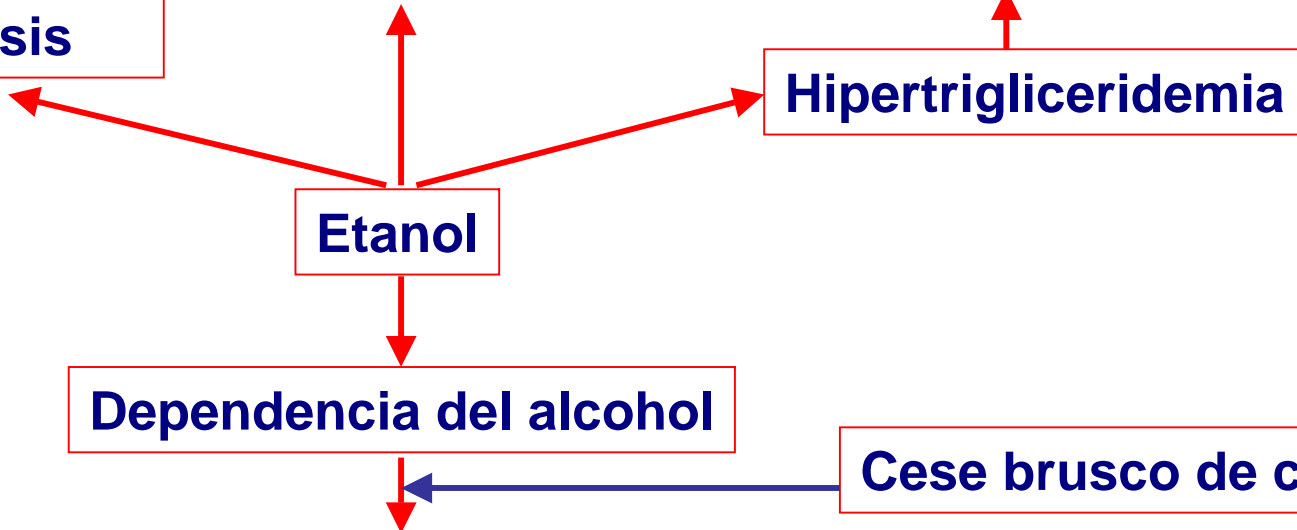 sis
Hipertrigliceridemia
Etanol
Dependencia del alcohol
Cese brusco de c